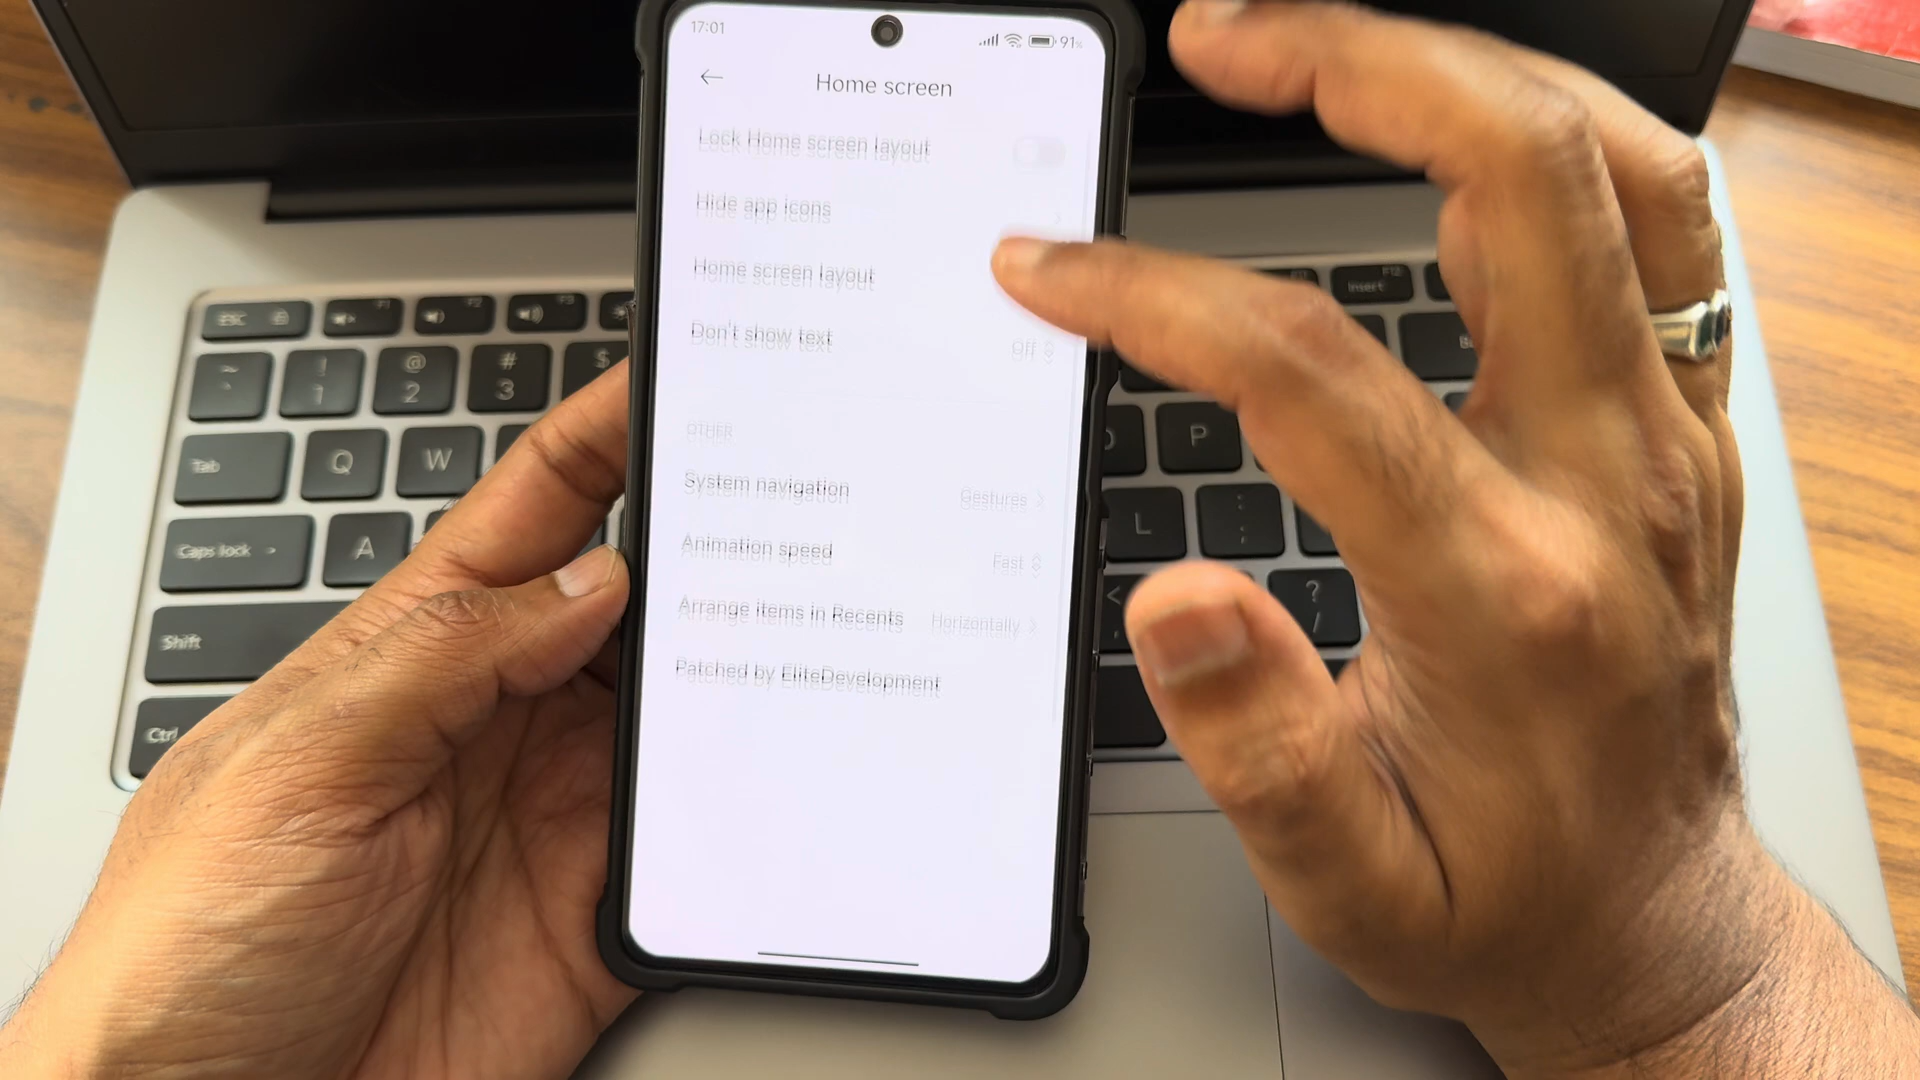 17:01
91%
Home screen
Lock Home screen layout
Hide app icons
Home screen layout
Don't show text
Off
OTHER
System navigation
Gestures
Animation speed
Fast
Arrange items in Recents
Horizontally
Patched by EliteDevelopment
ESC
F1
F2
F3
F12
Insert
~
`
!
1
@
2
#
3
$
Tab
Q
W
P
Caps lock
A
L
:
;
Shift
<
,
?
/
Ctrl